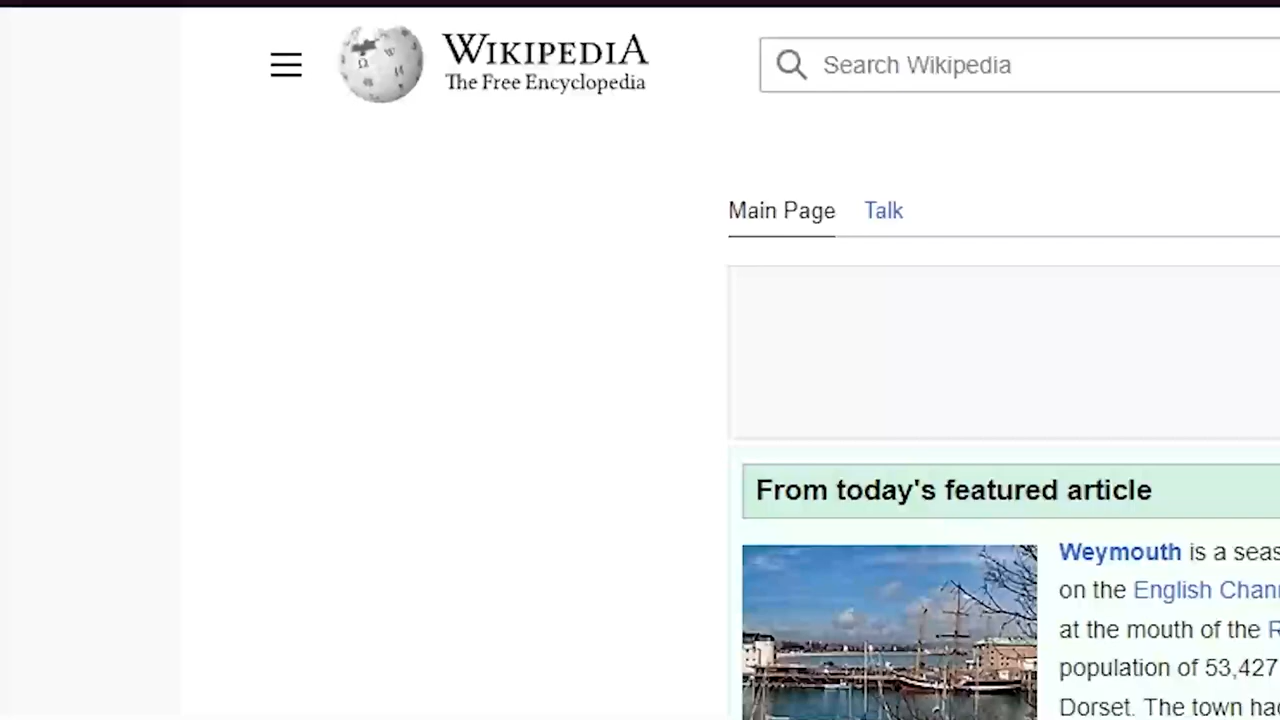 WIKIPEDIA
The Free Encyclopedia
Search Wikipedia
Main Page Talk
From today's featured article
Weymouth is a seas
on the English Chan
at the mouth of the R
population of 53,427
Dorset. The town had